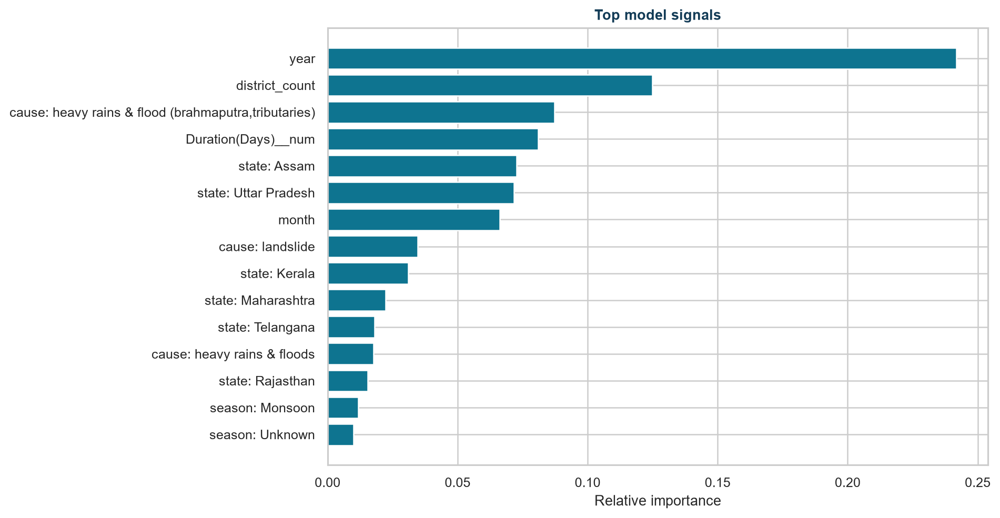 Top model signals
year
district_count
cause: heavy rains & flood (brahmaputra,tributaries)
Duration(Days)__num
state: Assam
state: Uttar Pradesh
month
cause: landslide
state: Kerala
state: Maharashtra
state: Telangana
cause: heavy rains & floods
state: Rajasthan
season: Monsoon
season: Unknown
0.00 0.05 0.10 0.15 0.20 0.25
Relative importance